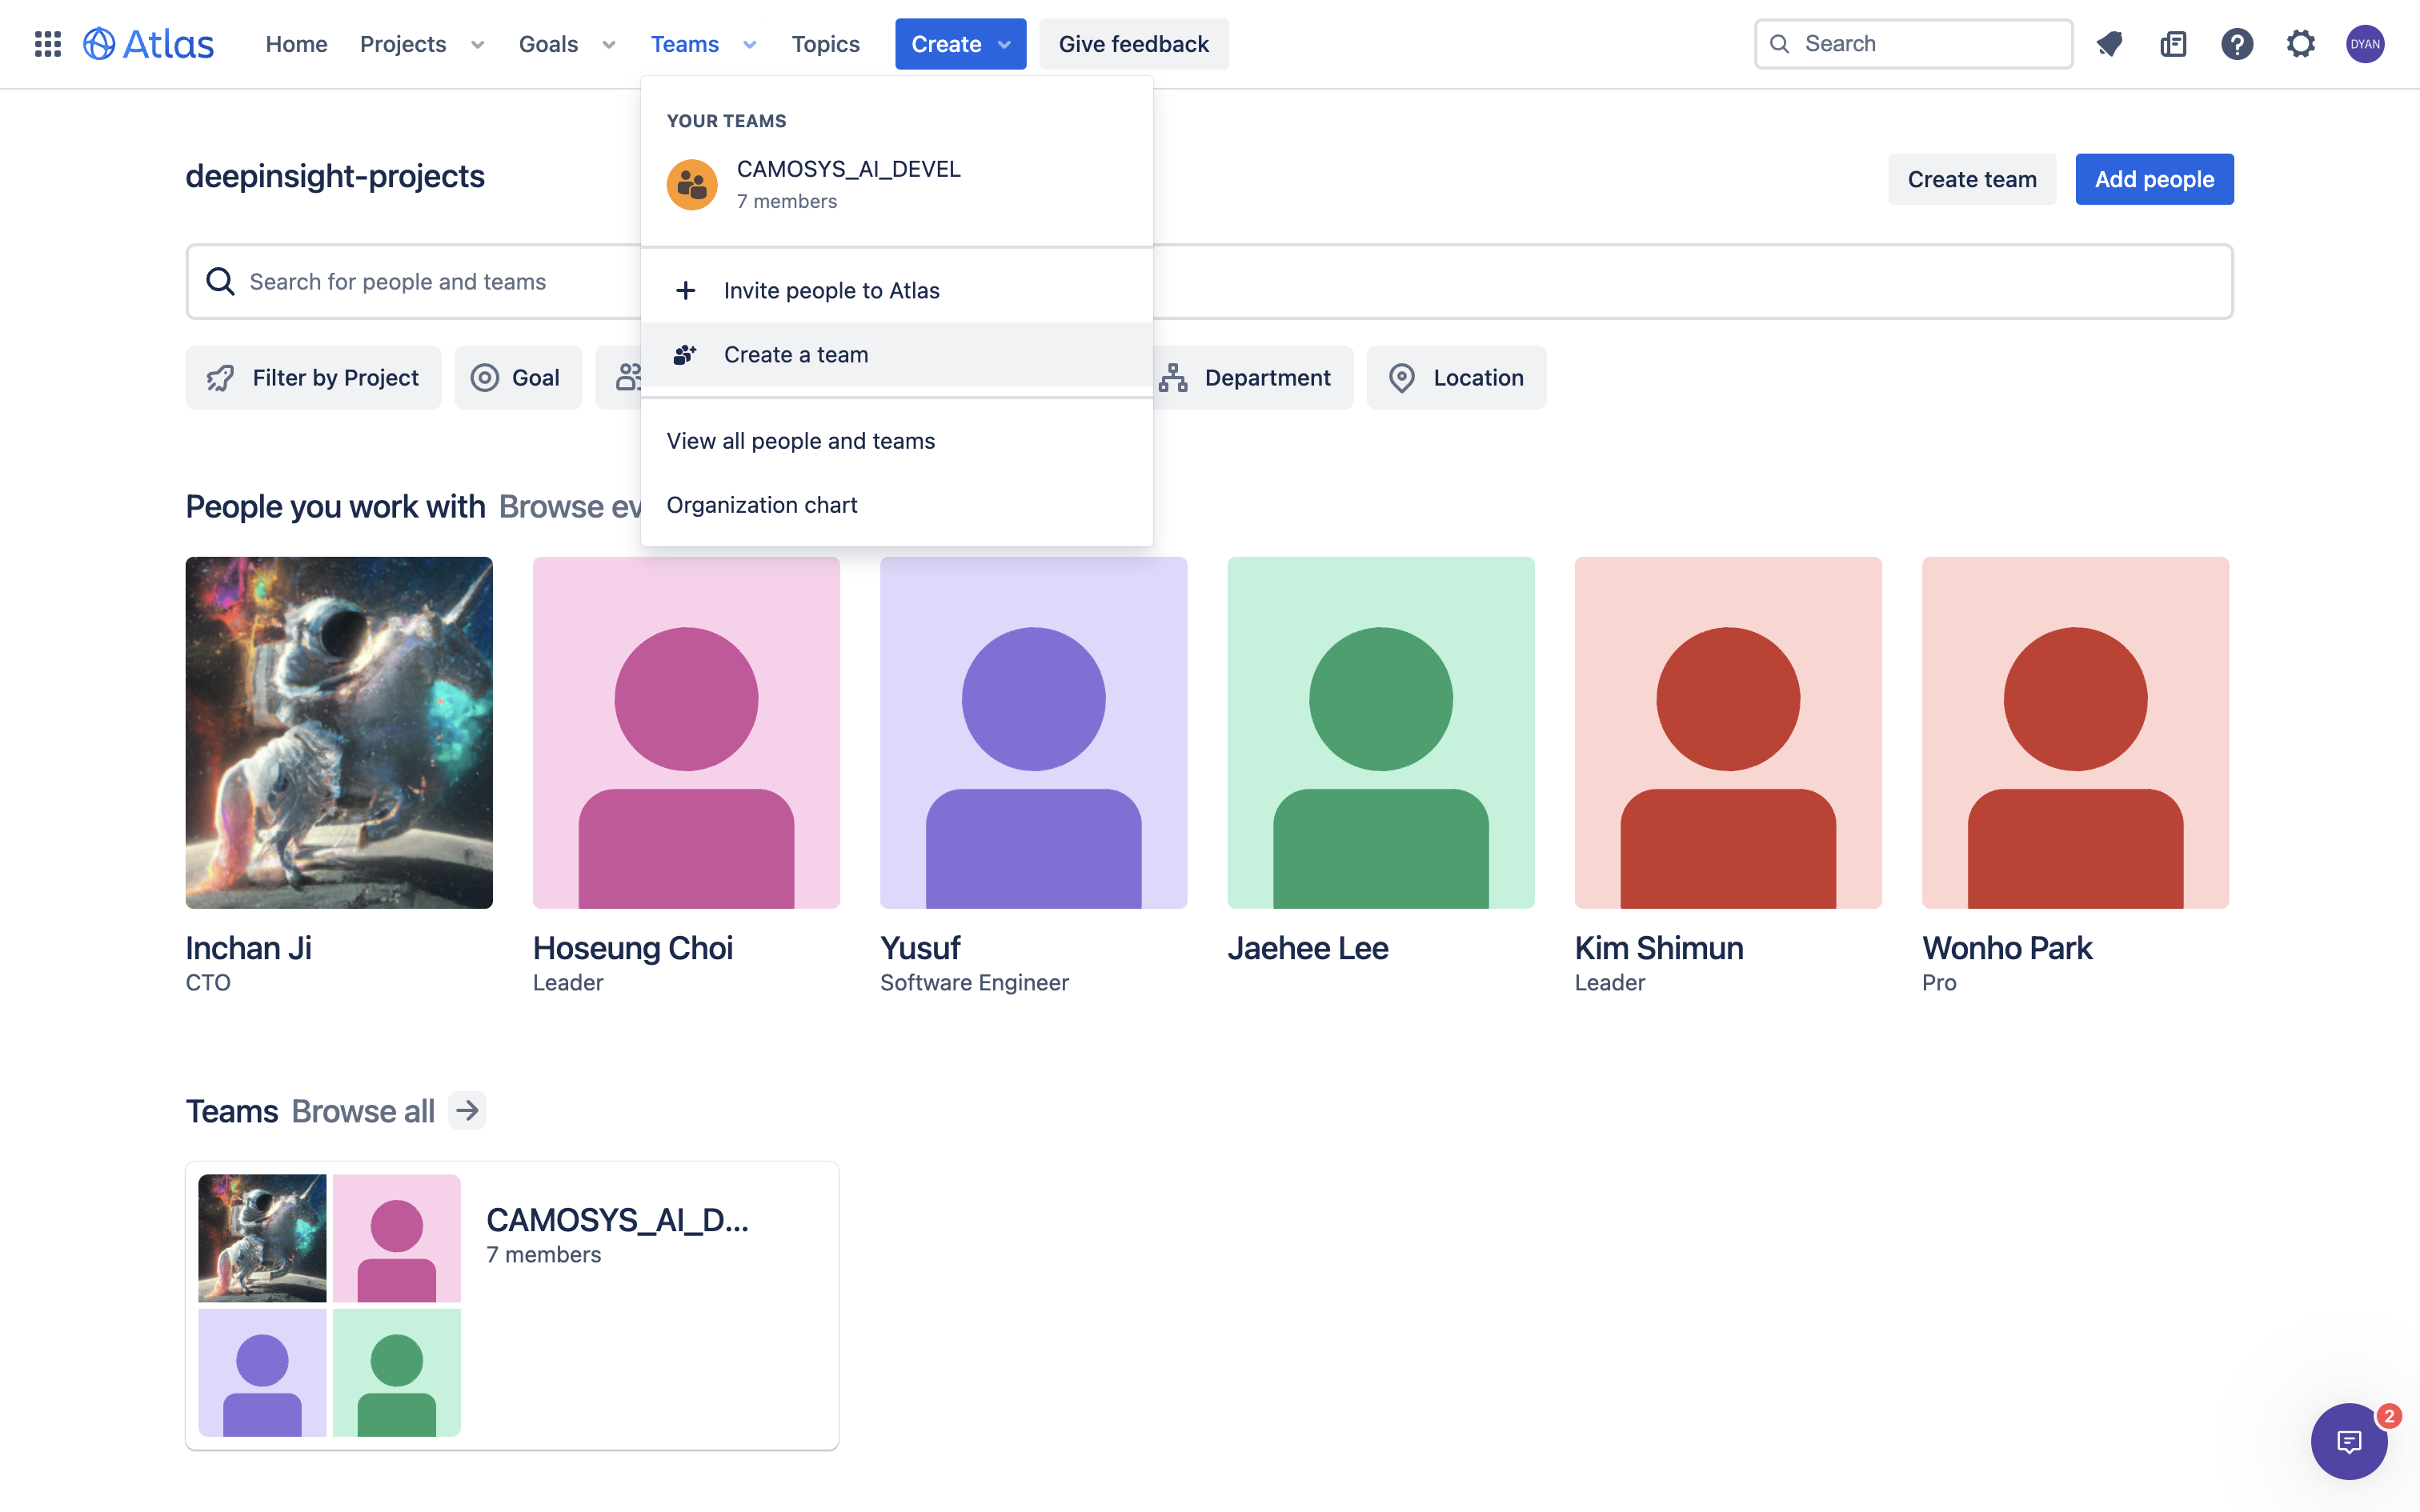 Atlas
Home
Projects
Goals
Teams
Topics
Create
Give feedback
Search
DYAN
YOUR TEAMS
CAMOSYS_AI_DEVEL
7 members
Invite people to Atlas
Create a team
View all people and teams
Organization chart
deepinsight-projects
Create team
Add people
Search for people and teams
Filter by Project
Goal
Department
Location
People you work with
Browse ev
Inchan Ji
CTO
Hoseung Choi
Leader
Yusuf
Software Engineer
Jaehee Lee
Kim Shimun
Leader
Wonho Park
Pro
Teams
Browse all
CAMOSYS_AI_D...
7 members
2